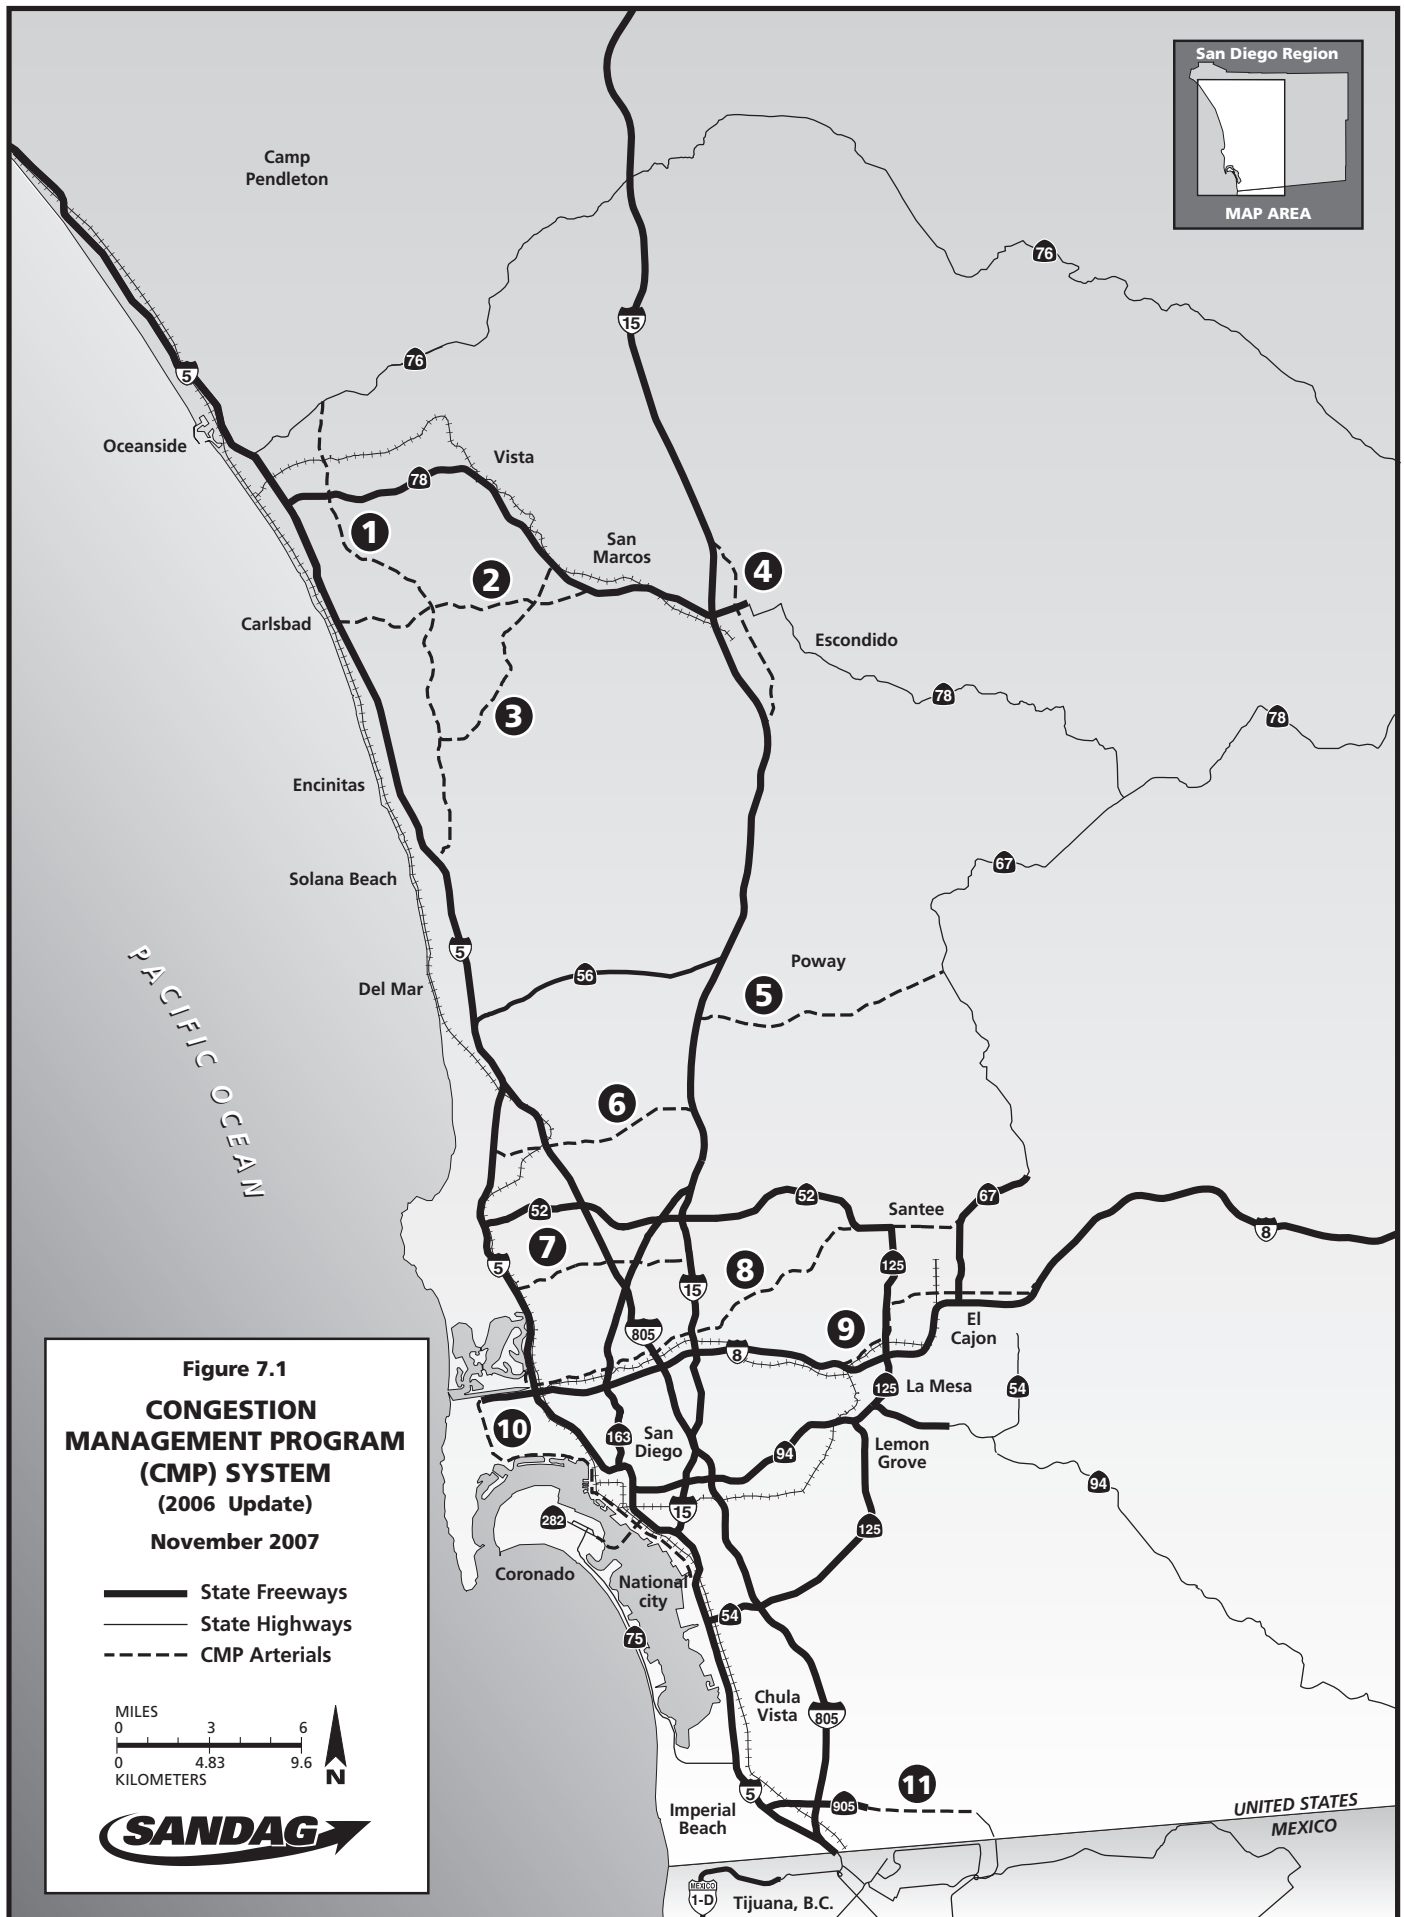 San Diego Region
MAP AREA
Camp
Pendleton
76
15
76
5
Oceanside
Vista
78
1
San
Marcos
2
4
Carlsbad
Escondido
78
3
78
Encinitas
67
Solana Beach
5
Poway
56
5
Del Mar
PACIFIC OCEAN
6
52
67
52
Santee
7
8
5
125
8
15
805
9
El
Cajon
8
125
La Mesa
54
10
163
San
Diego
94
Lemon
Grove
94
15
282
125
Coronado
National
city
54
75
Chula
Vista
805
5
905
11
Imperial
Beach
UNITED STATES
MEXICO
MEXICO
1-D
Tijuana, B.C.
Figure 7.1
CONGESTION
MANAGEMENT PROGRAM
(CMP) SYSTEM
(2006 Update)
November 2007
State Freeways
State Highways
CMP Arterials
MILES
0 3 6
0 4.83 9.6
KILOMETERS
N
SANDAG